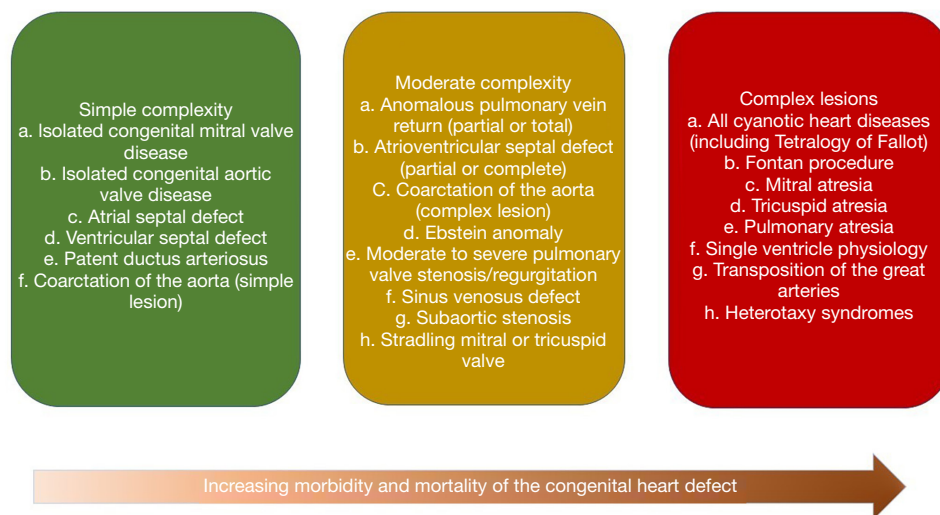 Simple complexity
a. Isolated congenital mitral valve
disease
b. Isolated congenital aortic
valve disease
c. Atrial septal defect
d. Ventricular septal defect
e. Patent ductus arteriosus
f. Coarctation of the aorta (simple
lesion)
Moderate complexity
a. Anomalous pulmonary vein
return (partial or total)
b. Atrioventricular septal defect
(partial or complete)
C. Coarctation of the aorta
(complex lesion)
d. Ebstein anomaly
e. Moderate to severe pulmonary
valve stenosis/regurgitation
f. Sinus venosus defect
g. Subaortic stenosis
h. Stradling mitral or tricuspid
valve
Complex lesions
a. All cyanotic heart diseases
(including Tetralogy of Fallot)
b. Fontan procedure
c. Mitral atresia
d. Tricuspid atresia
e. Pulmonary atresia
f. Single ventricle physiology
g. Transposition of the great
arteries
h. Heterotaxy syndromes
Increasing morbidity and mortality of the congenital heart defect